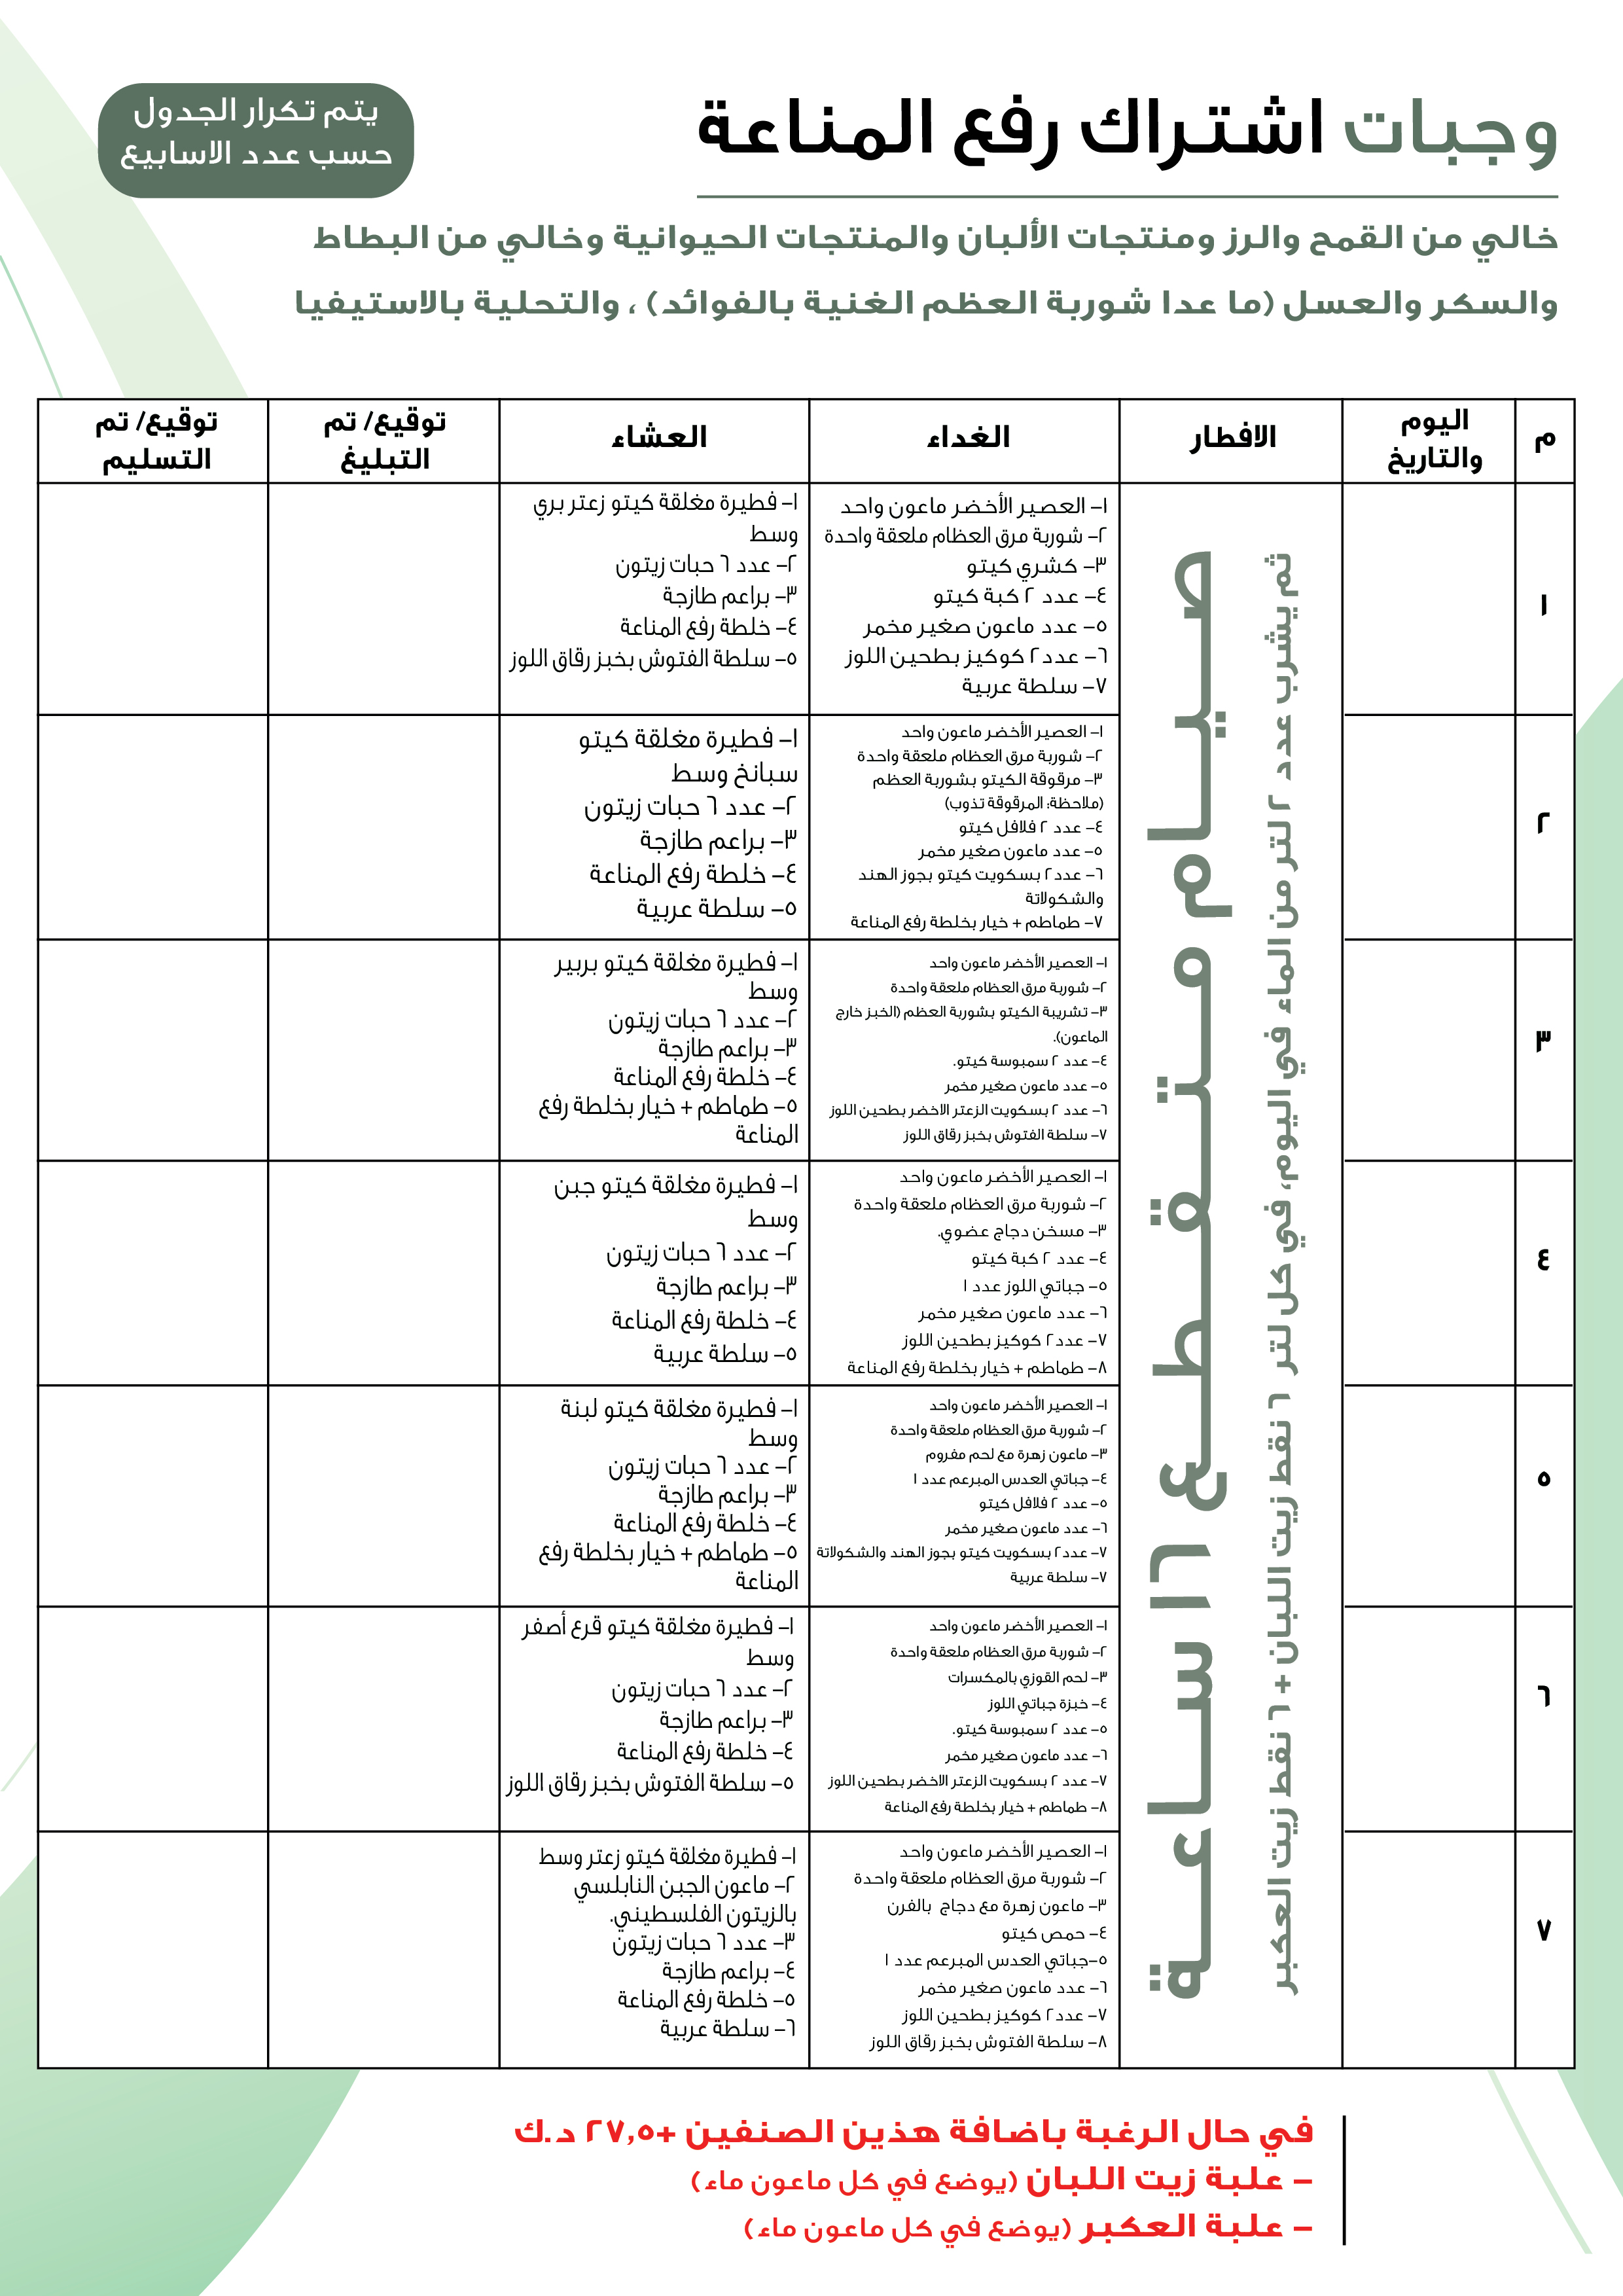 وجبات اشتراك رفع المناعة
يتم تكرار الجدول
حسب عدد الاسابيع
خالي من القمح والرز ومنتجات الألبان والمنتجات الحيوانية وخالي من البطاط
والسكر والعسل (ما عدا شوربة العظم الغنية بالفوائد) ، والتحلية بالاستيفيا
م
اليوم
والتاريخ
الافطار
الغداء
العشاء
توقيع/ تم
التبليغ
توقيع/ تم
التسليم
صيـــام متـقـــطـــع ١٦ ســـاعـــة
ثم يشرب عدد ٢ لتر من الماء في اليوم، في كل لتر ٦ نقط زيت اللبان + ٦ نقط زيت العكبر
١
١- العصير الأخضر ماعون واحد
٢- شوربة مرق العظام ملعقة واحدة
٣- كشري كيتو
٤- عدد ٢ كبة كيتو
٥- عدد ماعون صغير مخمر
٦- عدد٢ كوكيز بطحين اللوز
٧- سلطة عربية
١- فطيرة مغلقة كيتو زعتر بري
وسط
٢- عدد ٦ حبات زيتون
٣- براعم طازجة
٤- خلطة رفع المناعة
٥- سلطة الفتوش بخبز رقاق اللوز
٢
١- العصير الأخضر ماعون واحد
٢- شوربة مرق العظام ملعقة واحدة
٣- مرقوقة الكيتو بشوربة العظم
(ملاحظة: المرقوقة تذوب)
٤- عدد ٢ فلافل كيتو
٥- عدد ماعون صغير مخمر
٦- عدد٢ بسكويت كيتو بجوز الهند
والشكولاتة
٧- طماطم + خيار بخلطة رفع المناعة
١- فطيرة مغلقة كيتو
سبانخ وسط
٢- عدد ٦ حبات زيتون
٣- براعم طازجة
٤- خلطة رفع المناعة
٥- سلطة عربية
٣
١- العصير الأخضر ماعون واحد
٢- شوربة مرق العظام ملعقة واحدة
٣- تشريبة الكيتو بشوربة العظم (الخبز خارج
الماعون).
٤- عدد ٢ سمبوسة كيتو.
٥- عدد ماعون صغير مخمر
٦- عدد ٢ بسكويت الزعتر الاخضر بطحين اللوز
٧- سلطة الفتوش بخبز رقاق اللوز
١- فطيرة مغلقة كيتو بربير
وسط
٢- عدد ٦ حبات زيتون
٣- براعم طازجة
٤- خلطة رفع المناعة
٥- طماطم + خيار بخلطة رفع
المناعة
٤
١- العصير الأخضر ماعون واحد
٢- شوربة مرق العظام ملعقة واحدة
٣- مسخن دجاج عضوي.
٤- عدد ٢ كبة كيتو
٥- جباتي اللوز عدد ١
٦- عدد ماعون صغير مخمر
٧- عدد٢ كوكيز بطحين اللوز
٨- طماطم + خيار بخلطة رفع المناعة
١- فطيرة مغلقة كيتو جبن
وسط
٢- عدد ٦ حبات زيتون
٣- براعم طازجة
٤- خلطة رفع المناعة
٥- سلطة عربية
٥
١- العصير الأخضر ماعون واحد
٢- شوربة مرق العظام ملعقة واحدة
٣- ماعون زهرة مع لحم مفروم
٤- جباتي العدس المبرعم عدد ١
٥- عدد ٢ فلافل كيتو
٦- عدد ماعون صغير مخمر
٧- عدد٢ بسكويت كيتو بجوز الهند والشكولاتة
٧- سلطة عربية
١- فطيرة مغلقة كيتو لبنة
وسط
٢- عدد ٦ حبات زيتون
٣- براعم طازجة
٤- خلطة رفع المناعة
٥- طماطم + خيار بخلطة رفع
المناعة
٦
١- العصير الأخضر ماعون واحد
٢- شوربة مرق العظام ملعقة واحدة
٣- لحم القوزي بالمكسرات
٤- خبزة جباتي اللوز
٥- عدد ٢ سمبوسة كيتو.
٦- عدد ماعون صغير مخمر
٧- عدد ٢ بسكويت الزعتر الاخضر بطحين اللوز
٨- طماطم + خيار بخلطة رفع المناعة
١- فطيرة مغلقة كيتو قرع أصفر
وسط
٢- عدد ٦ حبات زيتون
٣- براعم طازجة
٤- خلطة رفع المناعة
٥- سلطة الفتوش بخبز رقاق اللوز
٧
١- العصير الأخضر ماعون واحد
٢- شوربة مرق العظام ملعقة واحدة
٣- ماعون زهرة مع دجاج بالفرن
٤- حمص كيتو
٥-جباتي العدس المبرعم عدد ١
٦- عدد ماعون صغير مخمر
٧- عدد٢ كوكيز بطحين اللوز
٨- سلطة الفتوش بخبز رقاق اللوز
١- فطيرة مغلقة كيتو زعتر وسط
٢- ماعون الجبن النابلسي
بالزيتون الفلسطيني.
٣- عدد ٦ حبات زيتون
٤- براعم طازجة
٥- خلطة رفع المناعة
٦- سلطة عربية
في حال الرغبة باضافة هذين الصنفين +٢٧,٥ د.ك
- علبة زيت اللبان (يوضع في كل ماعون ماء)
- علبة العكبر (يوضع في كل ماعون ماء)